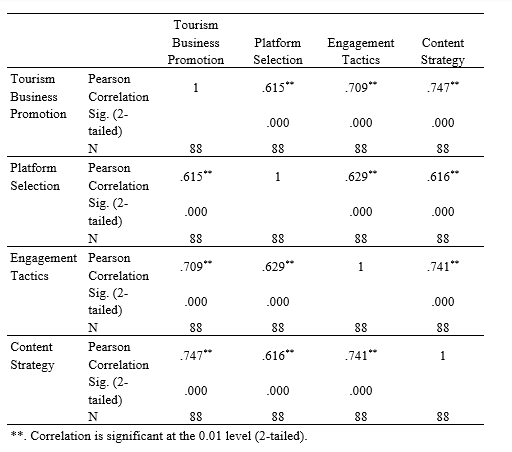 Tourism
Business Platform Engagement Content
Promotion Selection Tactics Strategy
Tourism Pearson
Business Correlation 1 .615** .709** .747**
Promotion Sig. (2-
tailed) .000 .000 .000
N 88 88 88 88
Platform Pearson
Selection Correlation .615** 1 .629** .616**
Sig. (2-
tailed) .000 .000 .000
N 88 88 88 88
Engagement Pearson
Tactics Correlation .709** .629** 1 .741**
Sig. (2-
tailed) .000 .000 .000
N 88 88 88 88
Content Pearson
Strategy Correlation .747** .616** .741** 1
Sig. (2-
tailed) .000 .000 .000
N 88 88 88 88
**. Correlation is significant at the 0.01 level (2-tailed).